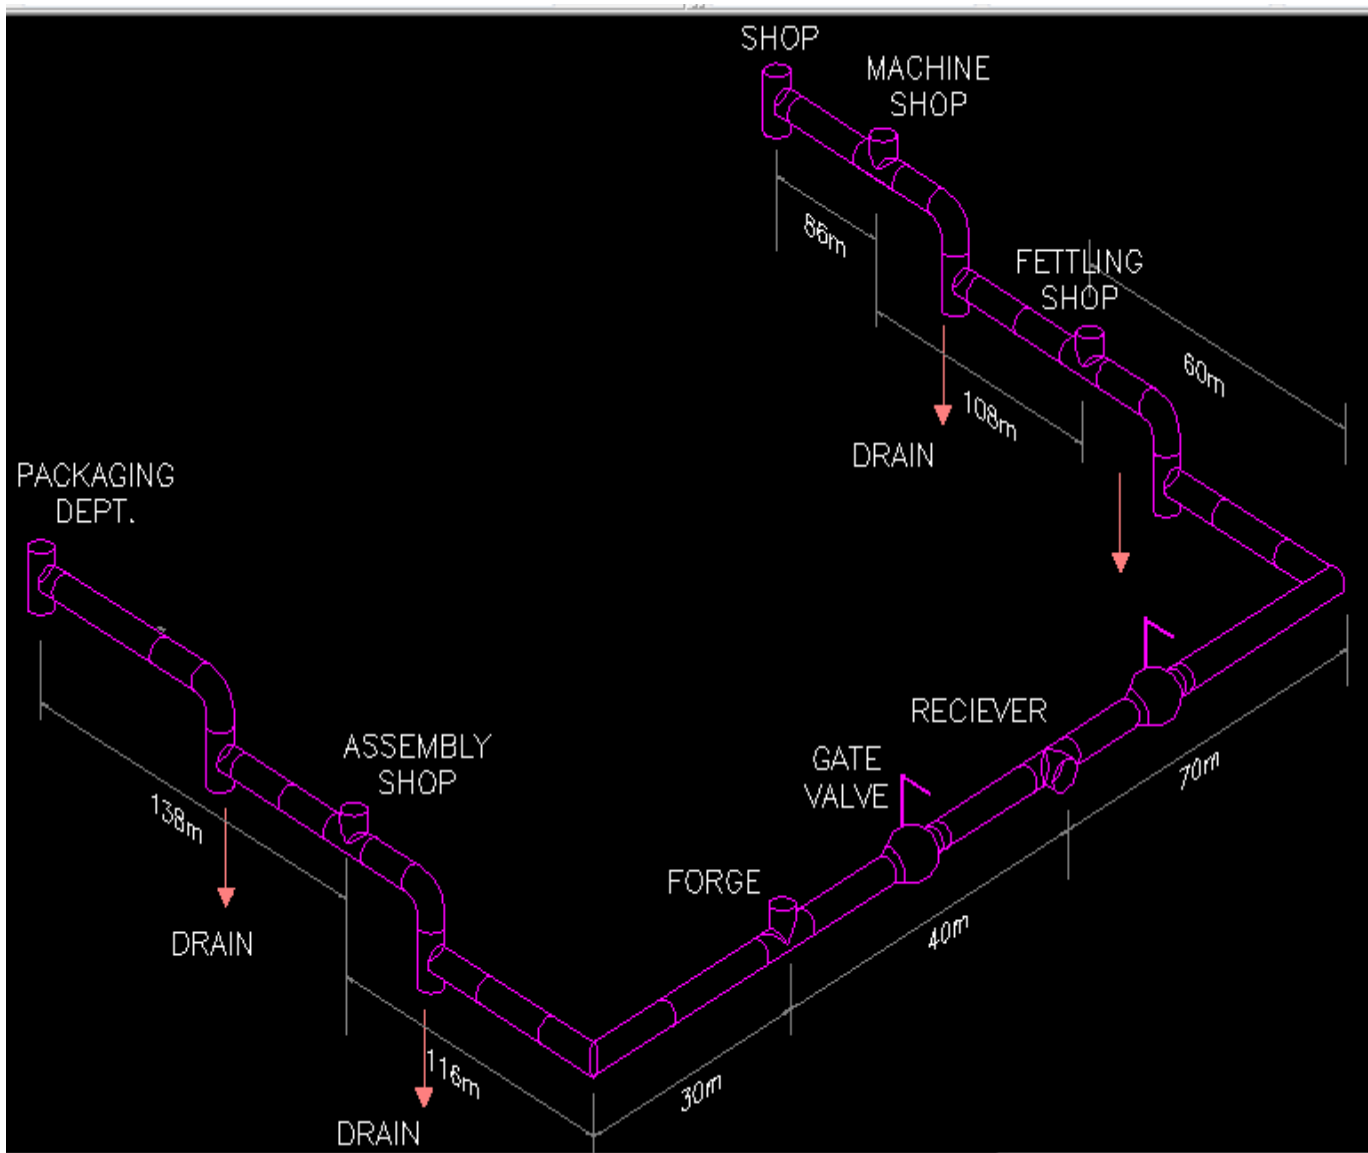 SHOP
MACHINE
SHOP
FETTLING
SHOP
60m
108m
DRAIN
PACKAGING
DEPT.
ASSEMBLY
SHOP
138m
DRAIN
116m
DRAIN
RECIEVER
GATE
VALVE
FORGE
70m
40m
30m